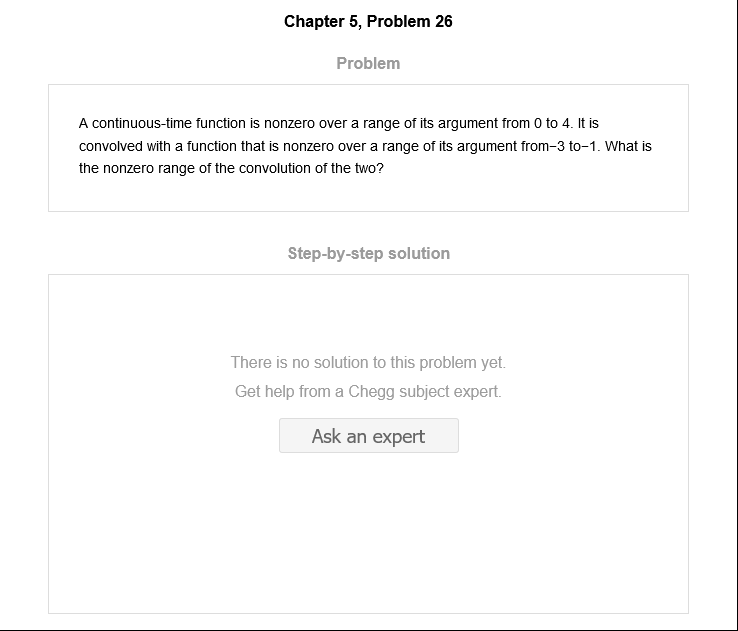 Chapter 5, Problem 26
Problem
A continuous-time function is nonzero over a range of its argument from 0 to 4. It is
convolved with a function that is nonzero over a range of its argument from−3 to−1. What is
the nonzero range of the convolution of the two?
Step-by-step solution
There is no solution to this problem yet.
Get help from a Chegg subject expert.
Ask an expert